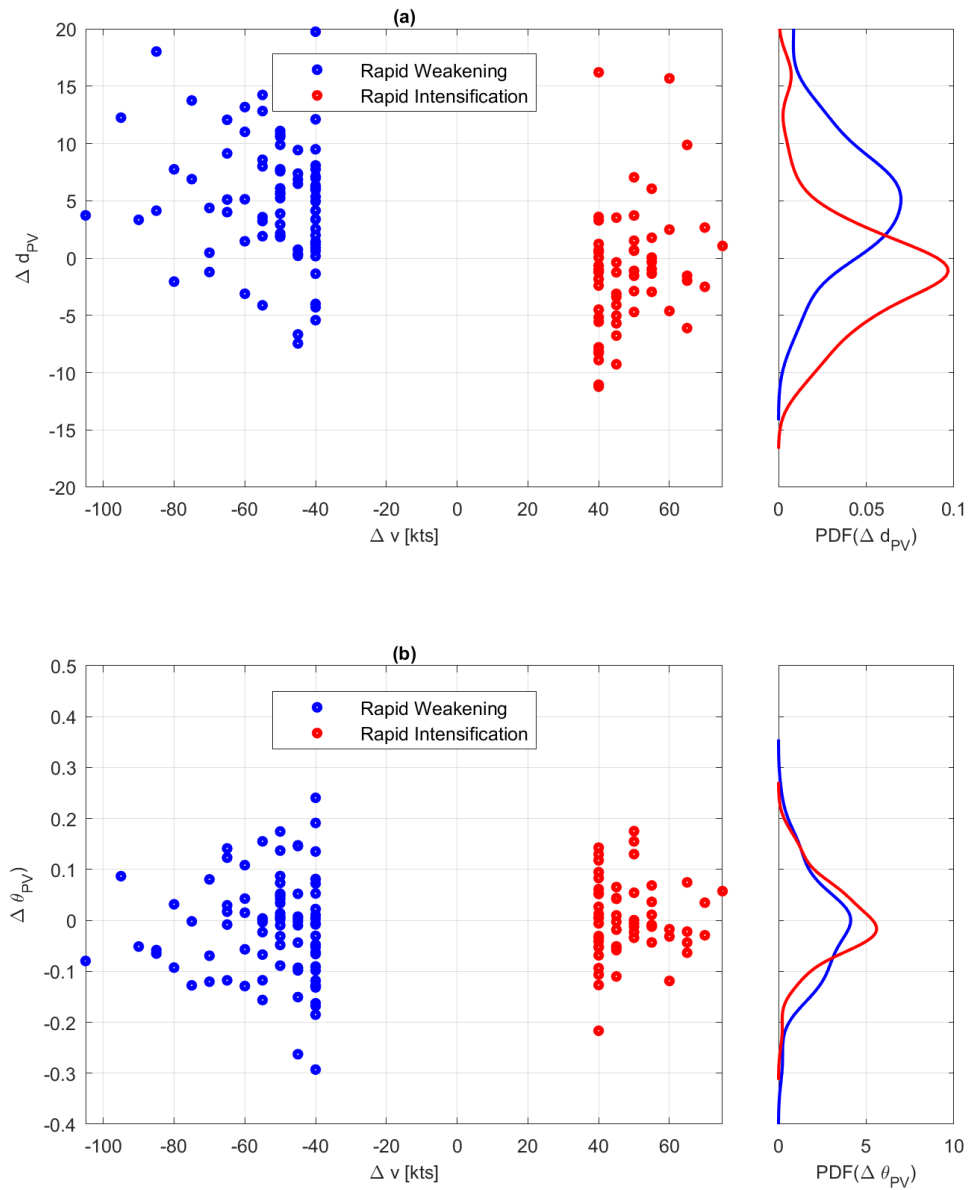 (a)
20
15
10
5
0
-5
-10
-15
-20
Δ d_PV
Rapid Weakening
Rapid Intensification
-100 -80 -60 -40 -20 0 20 40 60
Δ v [kts]
0 0.05 0.1
PDF(Δ d_PV)
(b)
0.5
0.4
0.3
0.2
0.1
0
-0.1
-0.2
-0.3
-0.4
Δ θ_PV
Rapid Weakening
Rapid Intensification
-100 -80 -60 -40 -20 0 20 40 60
Δ v [kts]
0 5 10
PDF(Δ θ_PV)